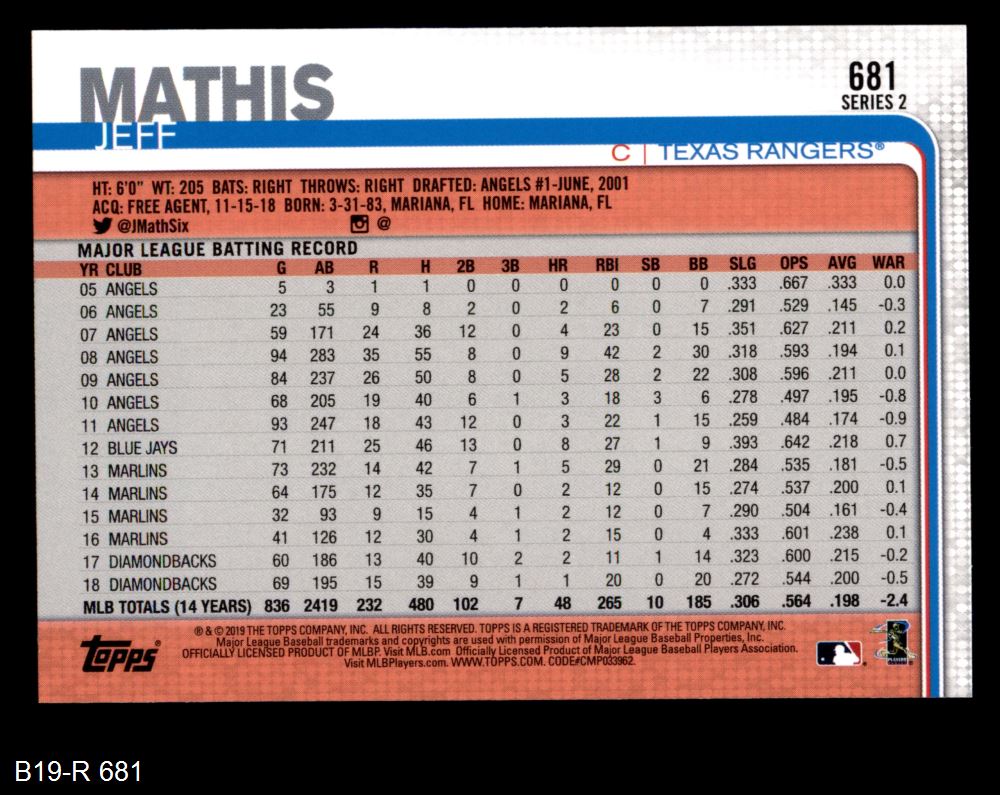 MATHIS
JEFF
681
SERIES 2
C | TEXAS RANGERS®
HT: 6'0" WT: 205 BATS: RIGHT THROWS: RIGHT DRAFTED: ANGELS #1-JUNE, 2001
ACQ: FREE AGENT, 11-15-18 BORN: 3-31-83, MARIANA, FL HOME: MARIANA, FL
@JMathSix @
MAJOR LEAGUE BATTING RECORD
YR CLUB G AB R H 2B 3B HR RBI SB BB SLG OPS AVG WAR
05 ANGELS 5 3 1 1 0 0 0 0 0 0 .333 .667 .333 0.0
06 ANGELS 23 55 9 8 2 0 2 6 0 7 .291 .529 .145 -0.3
07 ANGELS 59 171 24 36 12 0 4 23 0 15 .351 .627 .211 0.2
08 ANGELS 94 283 35 55 8 0 9 42 2 30 .318 .593 .194 0.1
09 ANGELS 84 237 26 50 8 0 5 28 2 22 .308 .596 .211 0.0
10 ANGELS 68 205 19 40 6 1 3 18 3 6 .278 .497 .195 -0.8
11 ANGELS 93 247 18 43 12 0 3 22 1 15 .259 .484 .174 -0.9
12 BLUE JAYS 71 211 25 46 13 0 8 27 1 9 .393 .642 .218 0.7
13 MARLINS 73 232 14 42 7 1 5 29 0 21 .284 .535 .181 -0.5
14 MARLINS 64 175 12 35 7 0 2 12 0 15 .274 .537 .200 0.1
15 MARLINS 32 93 9 15 4 1 2 12 0 7 .290 .504 .161 -0.4
16 MARLINS 41 126 12 30 4 1 2 15 0 4 .333 .601 .238 0.1
17 DIAMONDBACKS 60 186 13 40 10 2 2 11 1 14 .323 .600 .215 -0.2
18 DIAMONDBACKS 69 195 15 39 9 1 1 20 0 20 .272 .544 .200 -0.5
MLB TOTALS (14 YEARS) 836 2419 232 480 102 7 48 265 10 185 .306 .564 .198 -2.4
Topps®
® & © 2019 THE TOPPS COMPANY, INC. ALL RIGHTS RESERVED. TOPPS IS A REGISTERED TRADEMARK OF THE TOPPS COMPANY, INC.
Major League Baseball trademarks and copyrights are used with permission of Major League Baseball Properties, Inc.
OFFICIALLY LICENSED PRODUCT OF MLBP. Visit MLB.com Officially Licensed Product of Major League Baseball Players Association.
Visit MLBPlayers.com. WWW.TOPPS.COM. CODE#CMP033962.
PLAYERS
B19-R 681